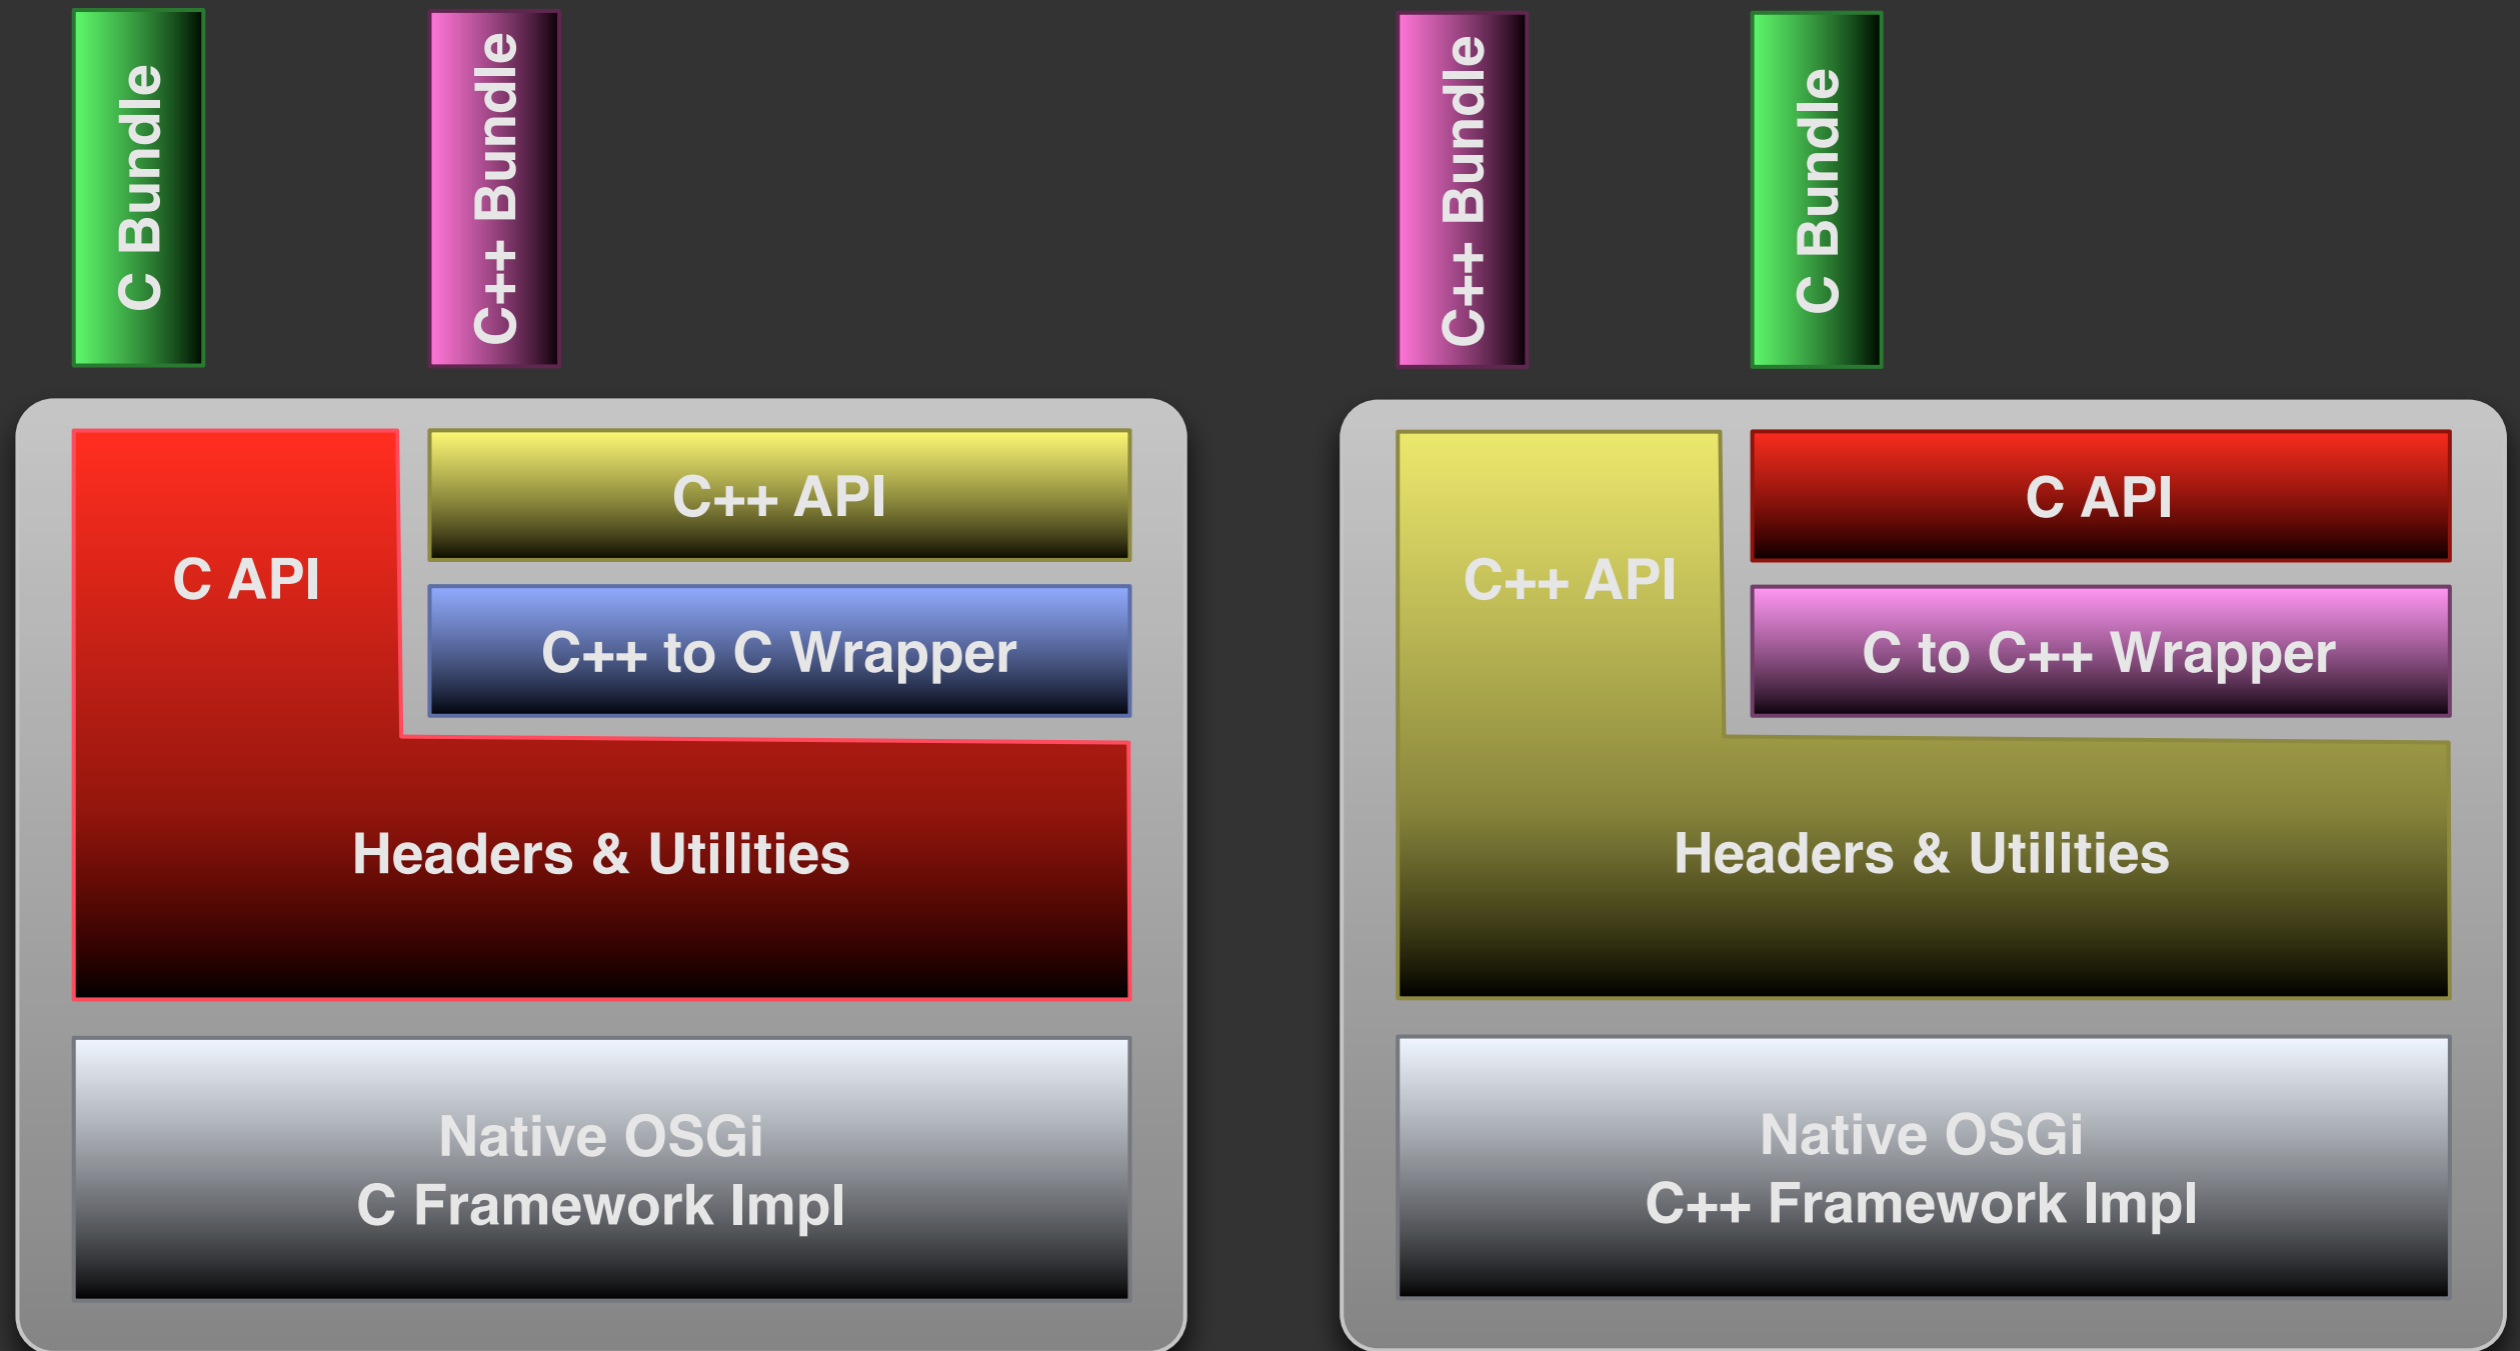 C Bundle
C++ Bundle
C++ Bundle
C Bundle
C API
C++ API
C++ to C Wrapper
Headers & Utilities
Native OSGi
C Framework Impl
C++ API
C API
C to C++ Wrapper
Headers & Utilities
Native OSGi
C++ Framework Impl